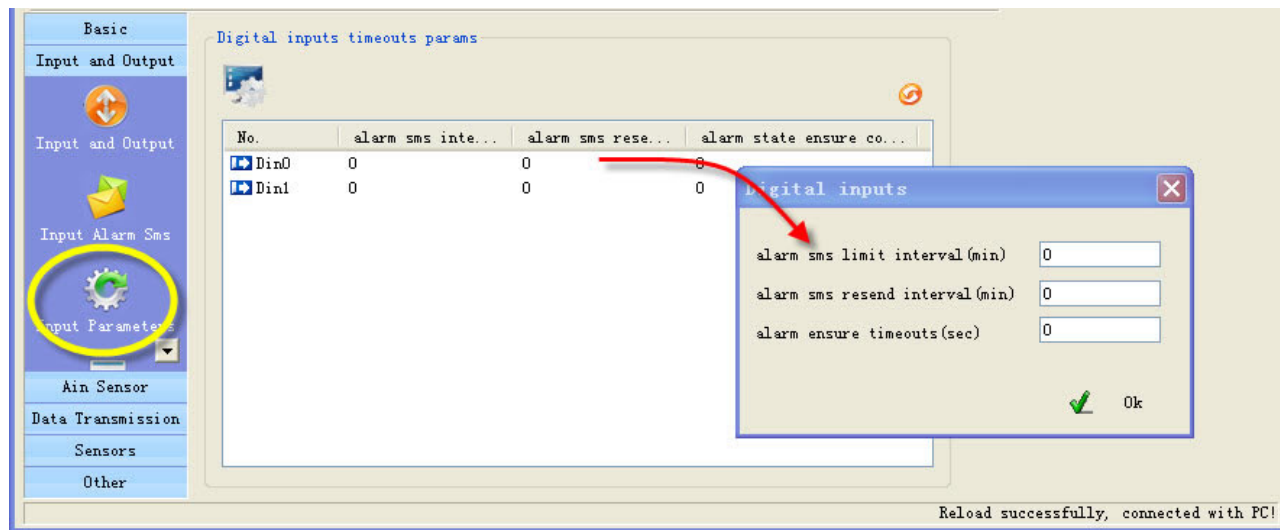 Basic
Input and Output
Input and Output
Input Alarm Sms
Input Parameters
Ain Sensor
Data Transmission
Sensors
Other
Digital inputs timeouts params
No. alarm sms inte... alarm sms rese... alarm state ensure co...
Din0 0 0 0
Din1 0 0 0
Digital inputs
alarm sms limit interval(min) 0
alarm sms resend interval(min) 0
alarm ensure timeouts(sec) 0
Ok
Reload successfully, connected with PC!